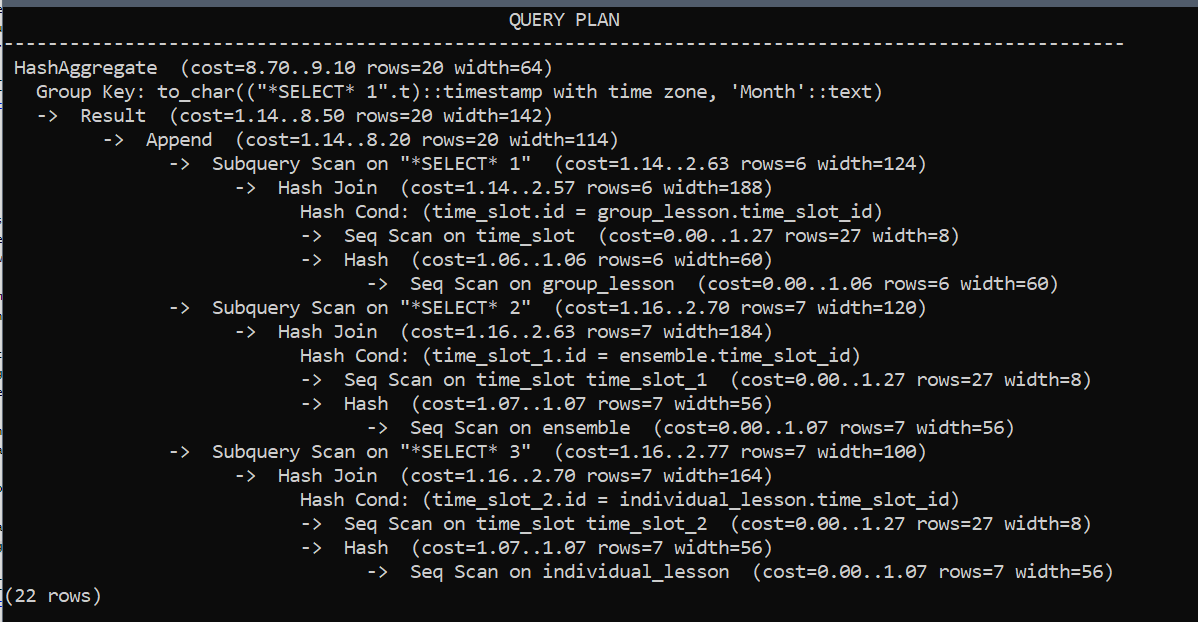 QUERY PLAN
--------------------------------------------------------------------------------------------------------
HashAggregate  (cost=8.70..9.10 rows=20 width=64)
  Group Key: to_char(("*SELECT* 1".t)::timestamp with time zone, 'Month'::text)
  ->  Result  (cost=1.14..8.50 rows=20 width=142)
        ->  Append  (cost=1.14..8.20 rows=20 width=114)
              ->  Subquery Scan on "*SELECT* 1"  (cost=1.14..2.63 rows=6 width=124)
                    ->  Hash Join  (cost=1.14..2.57 rows=6 width=188)
                          Hash Cond: (time_slot.id = group_lesson.time_slot_id)
                          ->  Seq Scan on time_slot  (cost=0.00..1.27 rows=27 width=8)
                          ->  Hash  (cost=1.06..1.06 rows=6 width=60)
                                ->  Seq Scan on group_lesson  (cost=0.00..1.06 rows=6 width=60)
              ->  Subquery Scan on "*SELECT* 2"  (cost=1.16..2.70 rows=7 width=120)
                    ->  Hash Join  (cost=1.16..2.63 rows=7 width=184)
                          Hash Cond: (time_slot_1.id = ensemble.time_slot_id)
                          ->  Seq Scan on time_slot time_slot_1  (cost=0.00..1.27 rows=27 width=8)
                          ->  Hash  (cost=1.07..1.07 rows=7 width=56)
                                ->  Seq Scan on ensemble  (cost=0.00..1.07 rows=7 width=56)
              ->  Subquery Scan on "*SELECT* 3"  (cost=1.16..2.77 rows=7 width=100)
                    ->  Hash Join  (cost=1.16..2.70 rows=7 width=164)
                          Hash Cond: (time_slot_2.id = individual_lesson.time_slot_id)
                          ->  Seq Scan on time_slot time_slot_2  (cost=0.00..1.27 rows=27 width=8)
                          ->  Hash  (cost=1.07..1.07 rows=7 width=56)
                                ->  Seq Scan on individual_lesson  (cost=0.00..1.07 rows=7 width=56)
(22 rows)